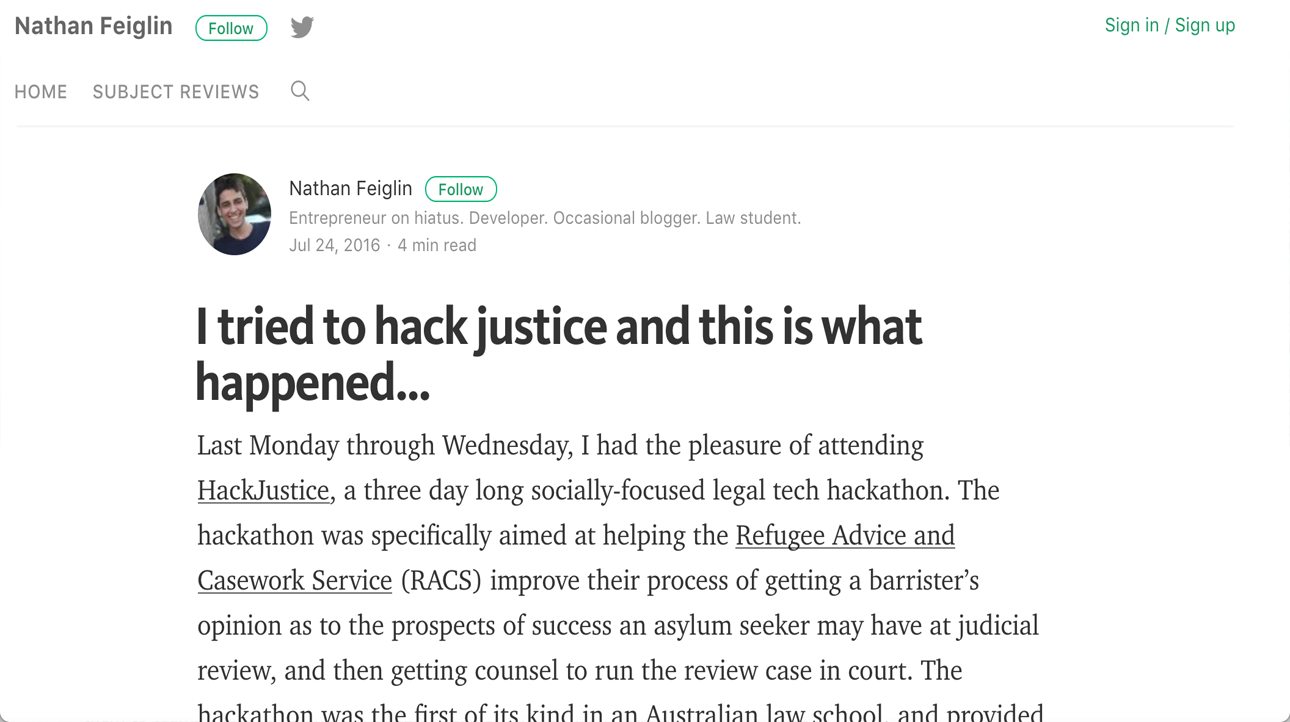 Nathan Feiglin Follow Sign in / Sign up
HOME SUBJECT REVIEWS
Nathan Feiglin Follow
Entrepreneur on hiatus. Developer. Occasional blogger. Law student.
Jul 24, 2016 · 4 min read
I tried to hack justice and this is what
happened...
Last Monday through Wednesday, I had the pleasure of attending
HackJustice, a three day long socially-focused legal tech hackathon. The
hackathon was specifically aimed at helping the Refugee Advice and
Casework Service (RACS) improve their process of getting a barrister’s
opinion as to the prospects of success an asylum seeker may have at judicial
review, and then getting counsel to run the review case in court. The
hackathon was the first of its kind in an Australian law school, and provided